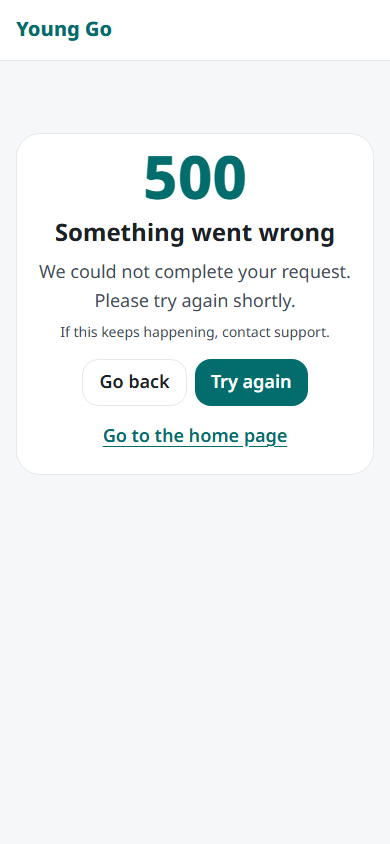 Young Go
500
Something went wrong
We could not complete your request.
Please try again shortly.
If this keeps happening, contact support.
Go back
Try again
Go to the home page